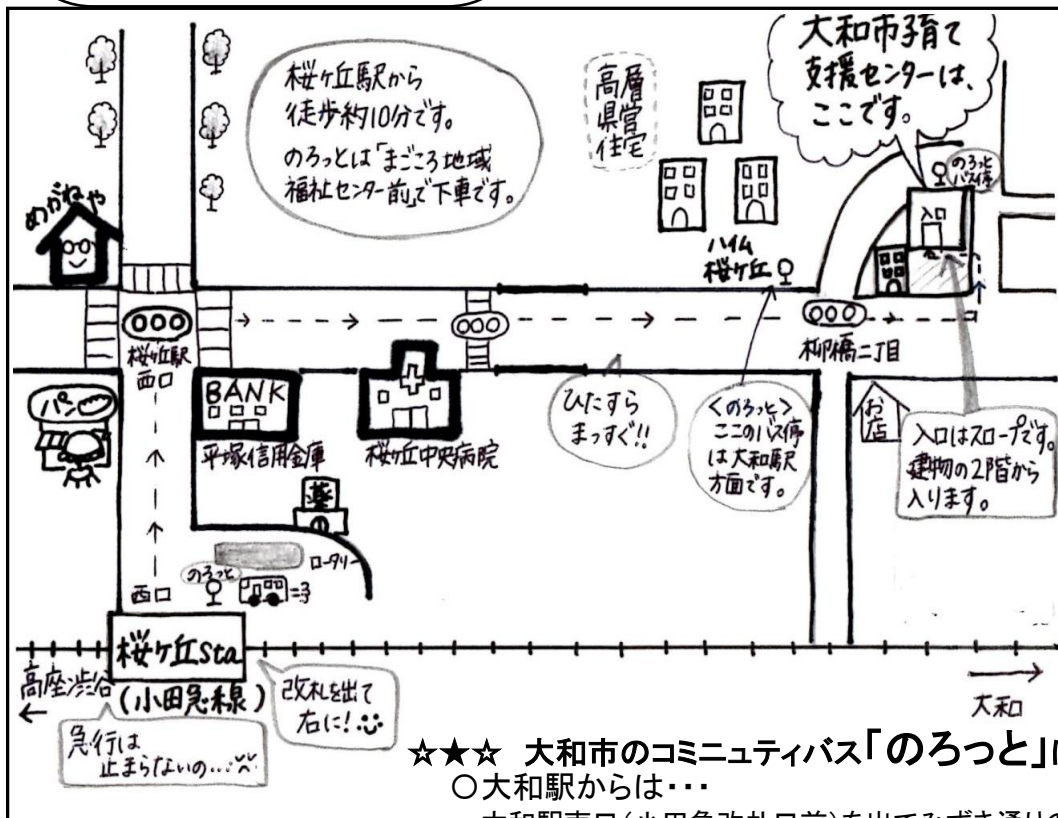 桜ヶ丘駅から
徒歩約10分です。
のろっとは「まごころ地域
福祉センター前」で下車です。
高層
県営
住宅
大和市子育て
支援センターは、
ここです。
のろっと
バス停
入口
めがねや
ハイム
桜ヶ丘
桜ヶ丘駅
西口
柳橋二丁目
パン
BANK
平塚信用金庫
桜ヶ丘中央病院
ひたすら
まっすぐ!!
<のろっと>
ここのバス停
は大和駅
方面です。
お店
入口はスロープです。
建物の2階から
入ります。
薬
ロータリー
のろっと
西口
桜ヶ丘Sta
(小田急線)
高座渋谷
←
改札を出て
右に!
急行は
止まらないの…
→
大和
☆★☆ 大和市のコミニュティバス「のろっと」
○大和駅からは・・・